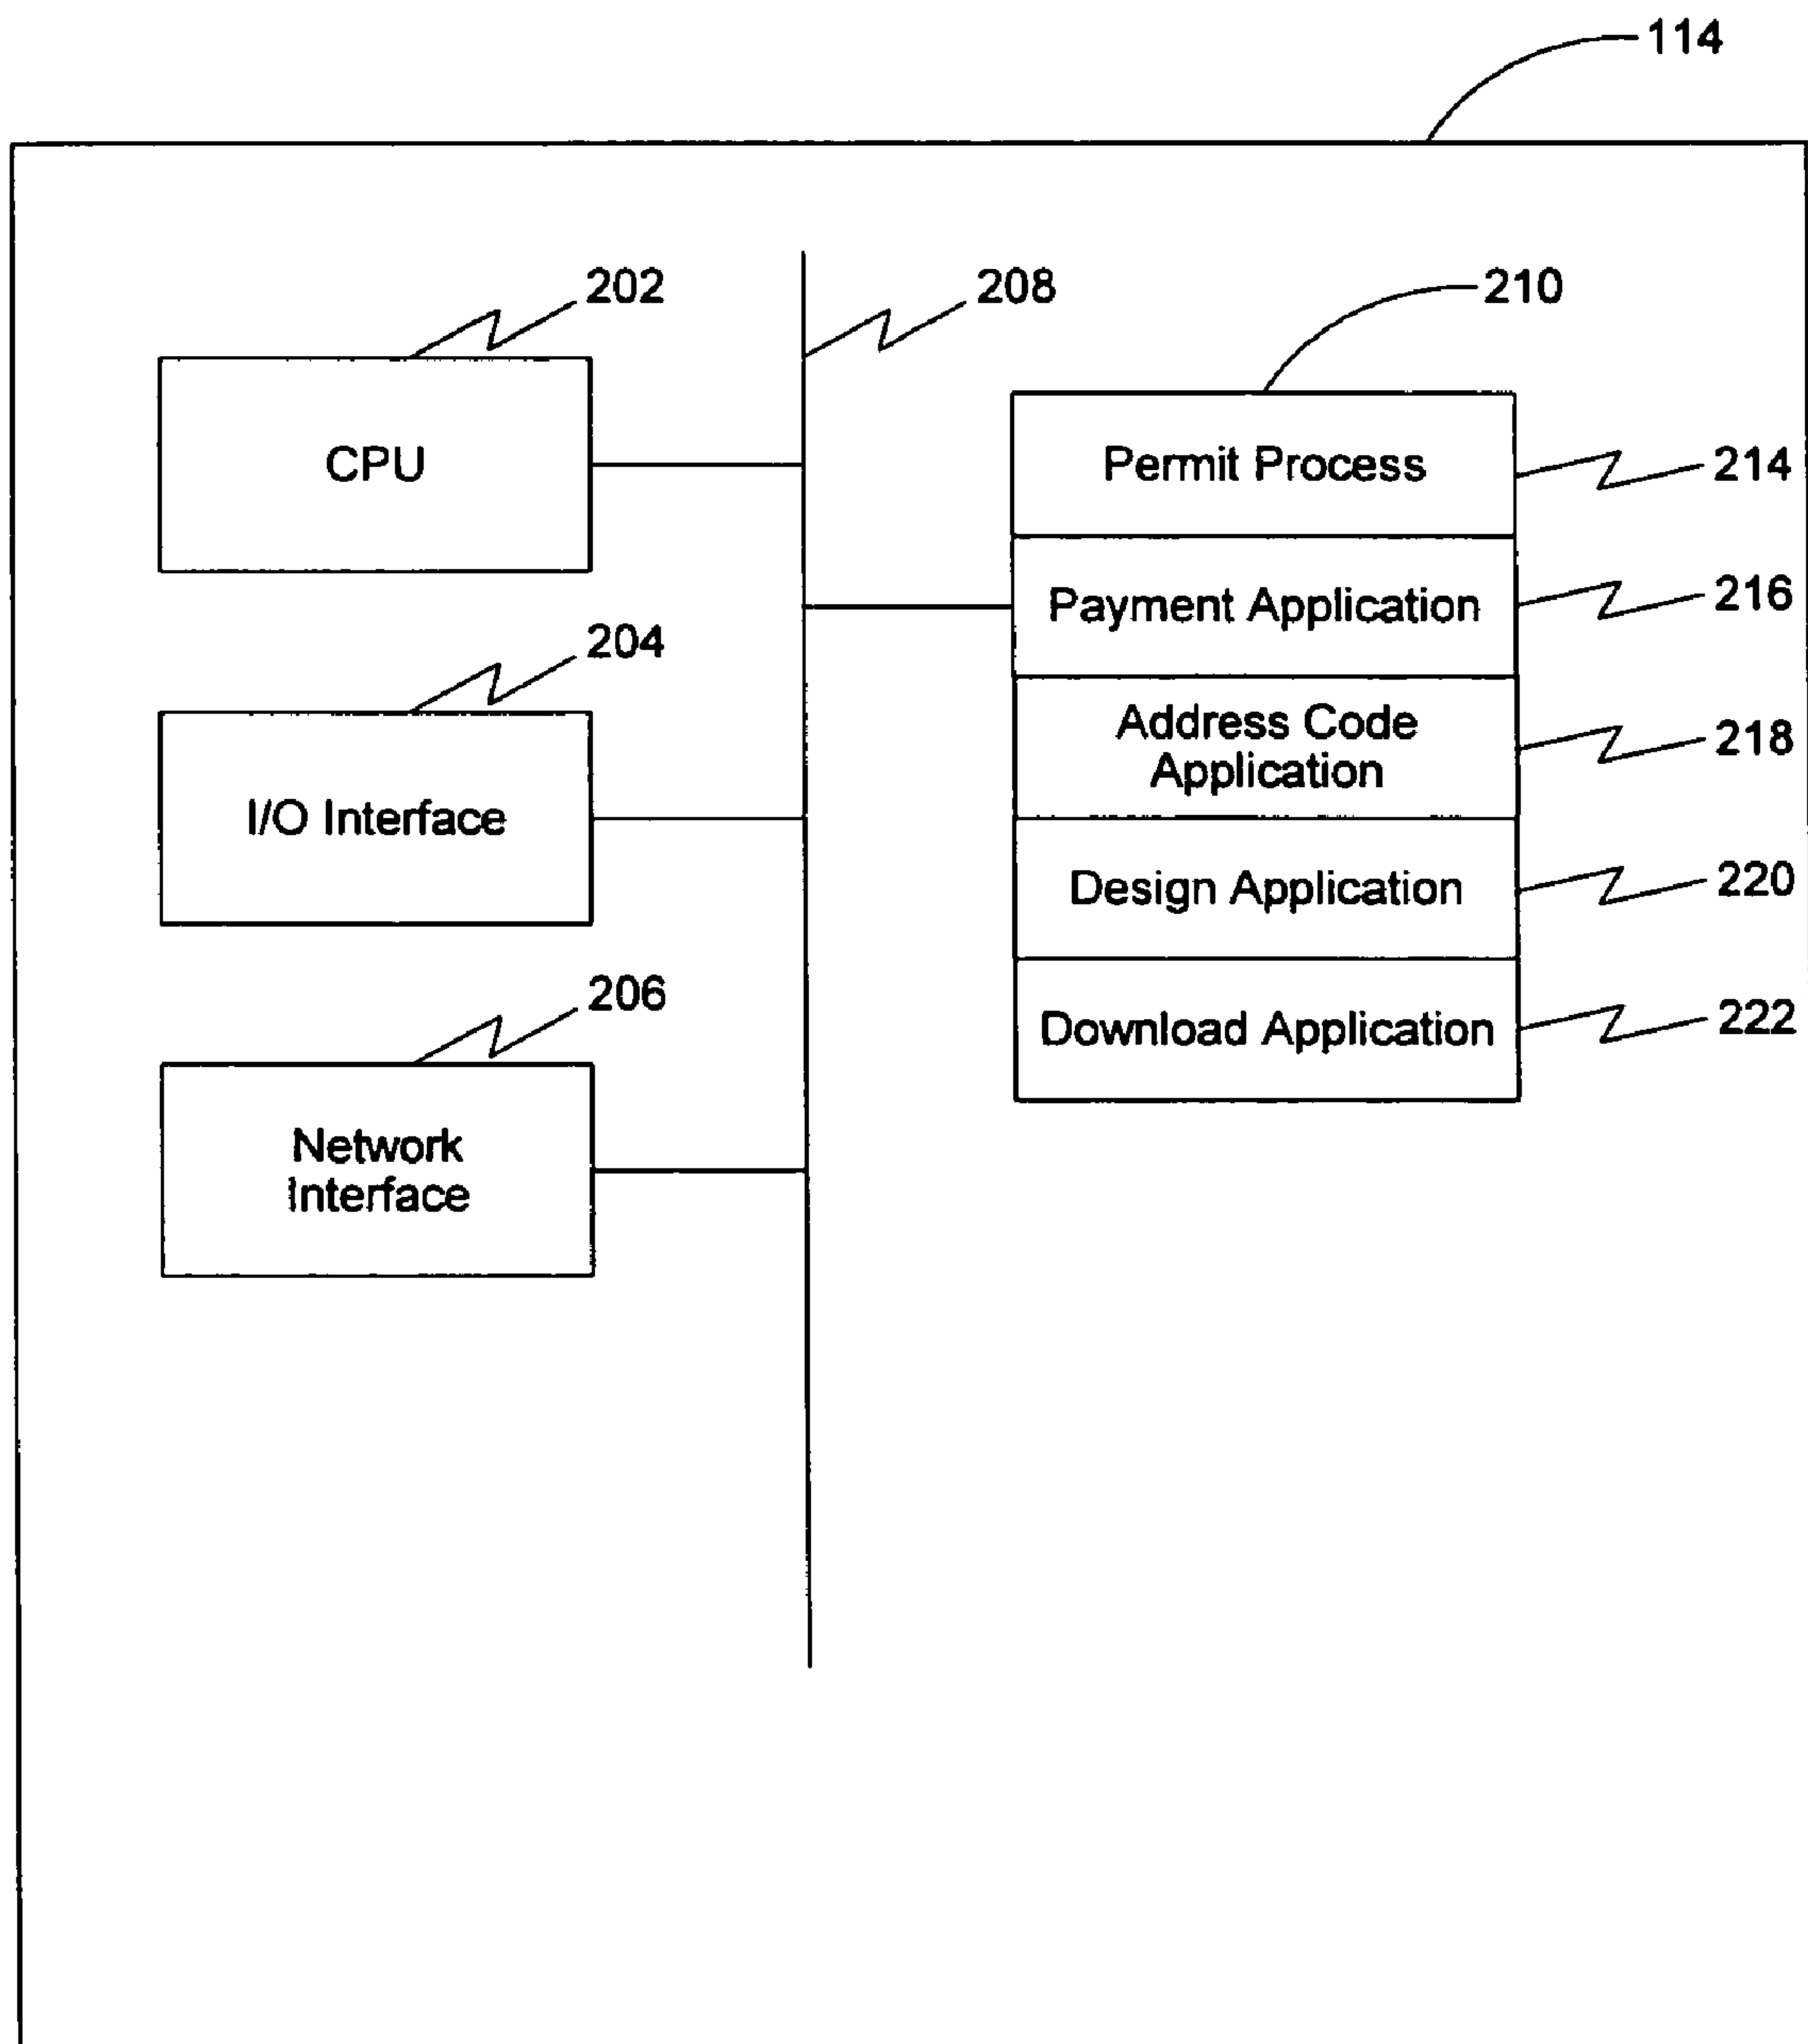 114
202
208
210
CPU
Permit Process
214
Payment Application
216
204
Address Code
Application
218
I/O Interface
Design Application
220
206
Download Application
222
Network
Interface